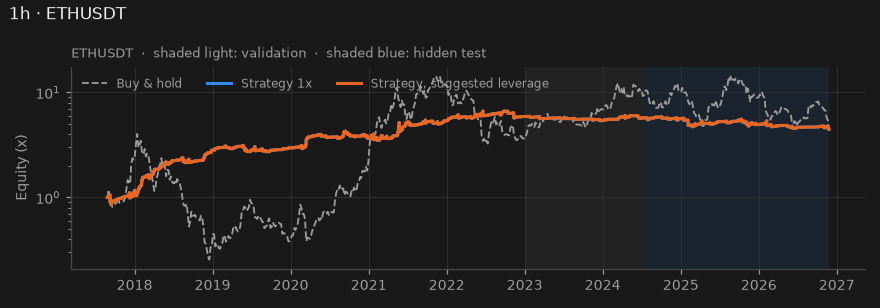 1h · ETHUSDT
ETHUSDT · shaded light: validation · shaded blue: hidden test
Buy & hold Strategy 1x Strategy suggested leverage
Equity (x)
10¹
10⁰
2018 2019 2020 2021 2022 2023 2024 2025 2026 2027